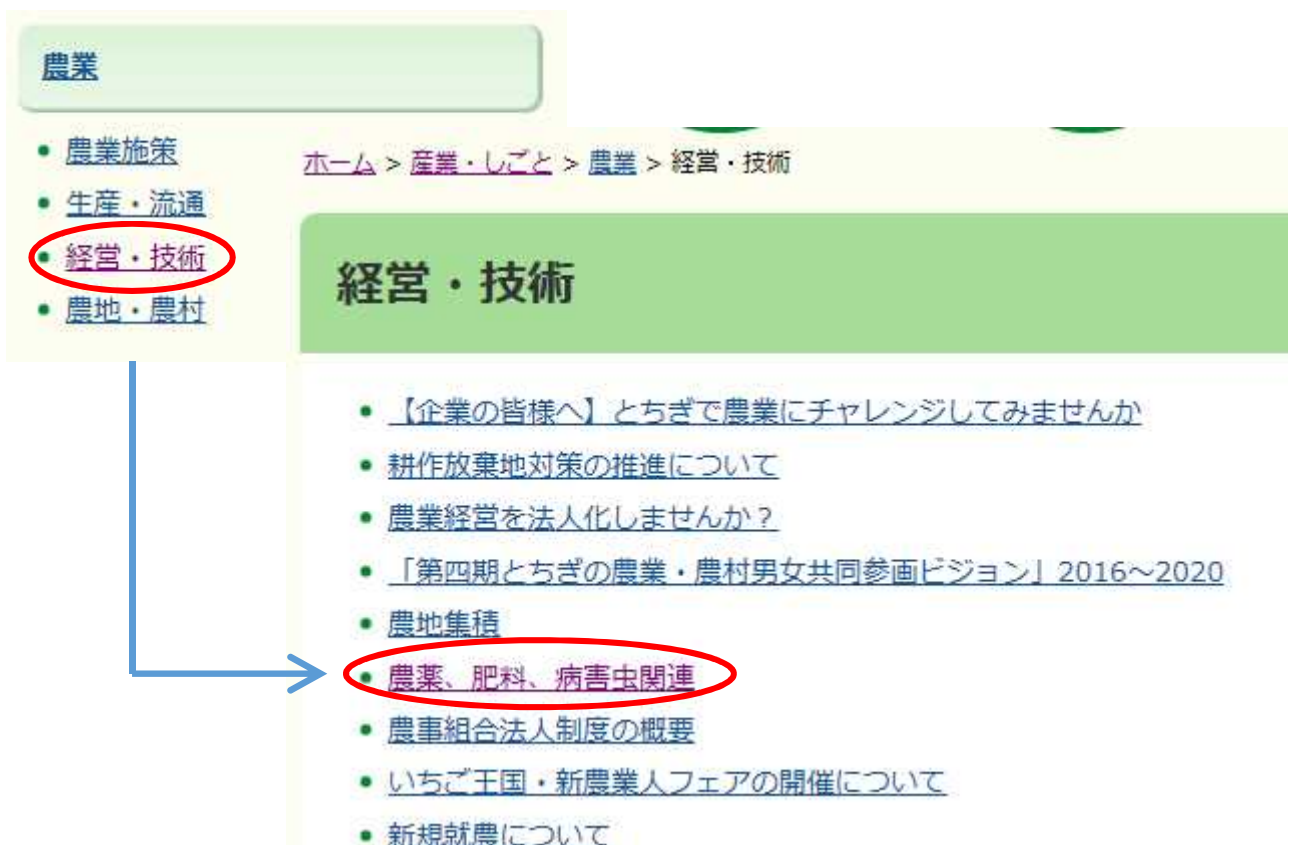 農業
• 農業施策
• 生産・流通
• 経営・技術
• 農地・農村
ホーム > 産業・しごと > 農業 > 経営・技術
経営・技術
• 【企業の皆様へ】とちぎで農業にチャレンジしてみませんか
• 耕作放棄地対策の推進について
• 農業経営を法人化しませんか？
• 「第四期とちぎの農業・農村男女共同参画ビジョン」2016～2020
• 農地集積
• 農薬、肥料、病害虫関連
• 農事組合法人制度の概要
• いちご王国・新農業人フェアの開催について
• 新規就農について